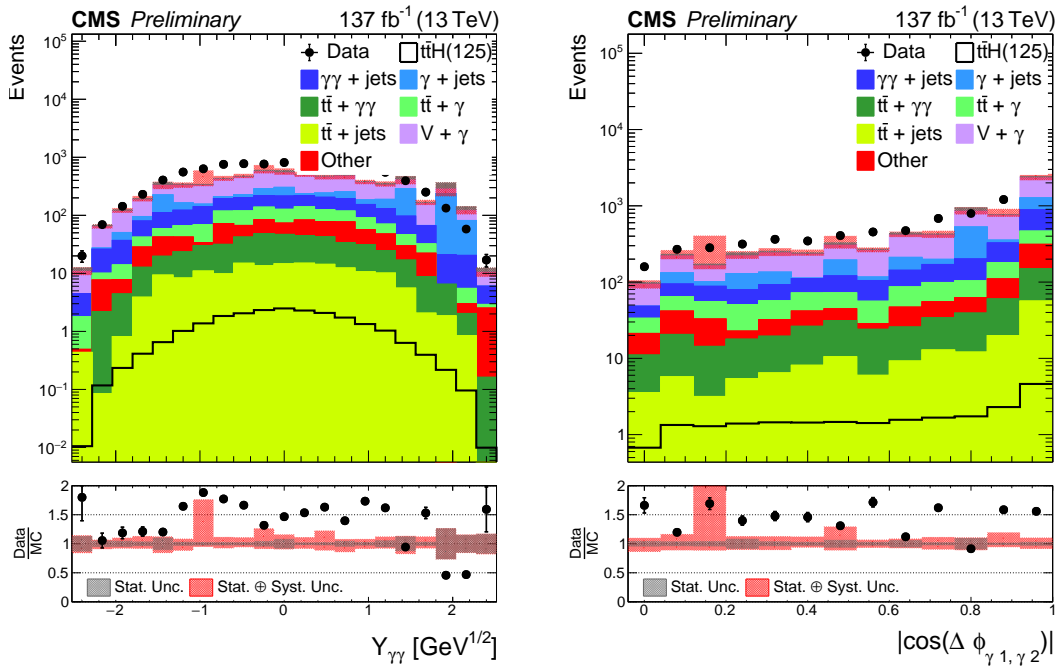 CMS Preliminary 137 fb⁻¹ (13 TeV)
Events
10⁵
10⁴
10³
10²
10
1
10⁻¹
10⁻²
Data
tt̄H(125)
γγ + jets
γ + jets
tt̄ + γγ
tt̄ + γ
tt̄ + jets
V + γ
Other
Data
MC
2
1.5
1
0.5
0
Stat. Unc.
Stat. ⊕ Syst. Unc.
−2 −1 0 1 2
Y_γγ [GeV^1/2]
CMS Preliminary 137 fb⁻¹ (13 TeV)
Events
10⁵
10⁴
10³
10²
10
1
Data
tt̄H(125)
γγ + jets
γ + jets
tt̄ + γγ
tt̄ + γ
tt̄ + jets
V + γ
Other
Data
MC
2
1.5
1
0.5
0
Stat. Unc.
Stat. ⊕ Syst. Unc.
0 0.2 0.4 0.6 0.8 1
|cos(Δ ϕ_γ 1, γ 2)|